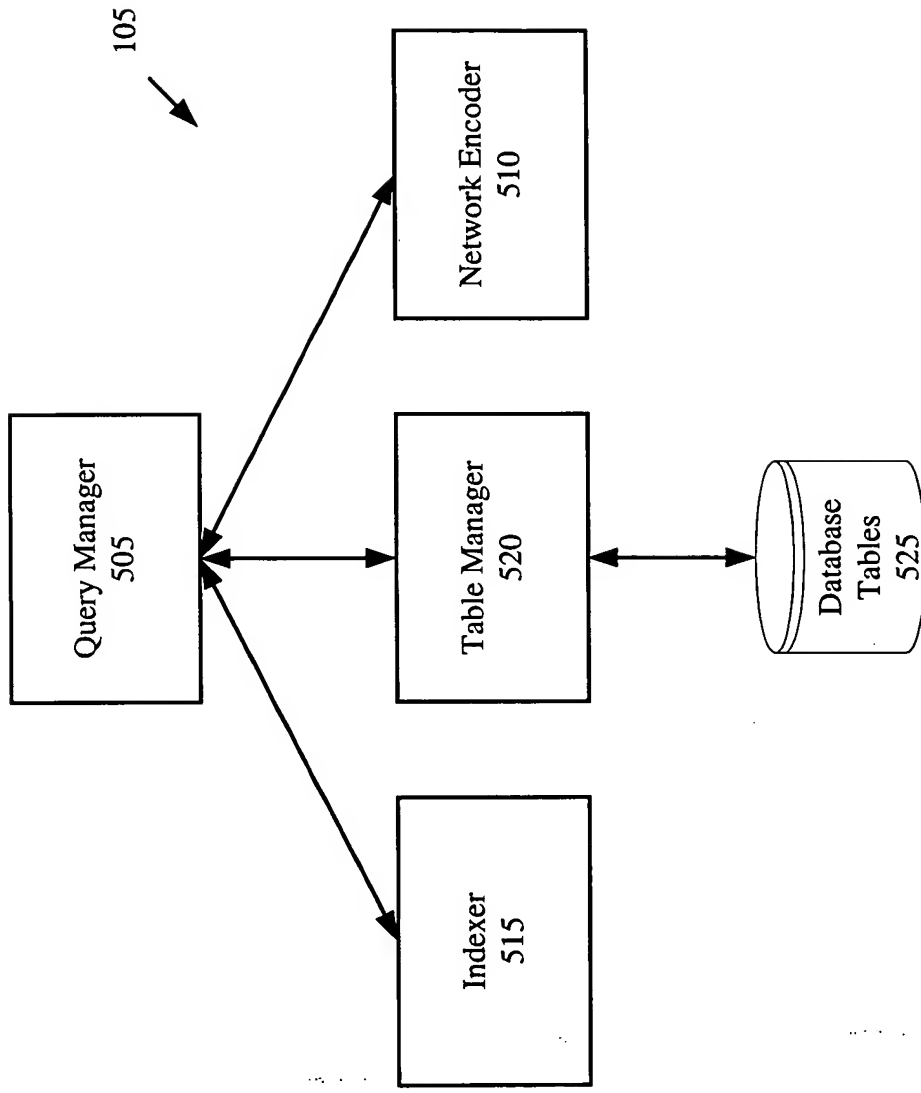 105
Query Manager
505
Indexer
515
Table Manager
520
Network Encoder
510
Database
Tables
525